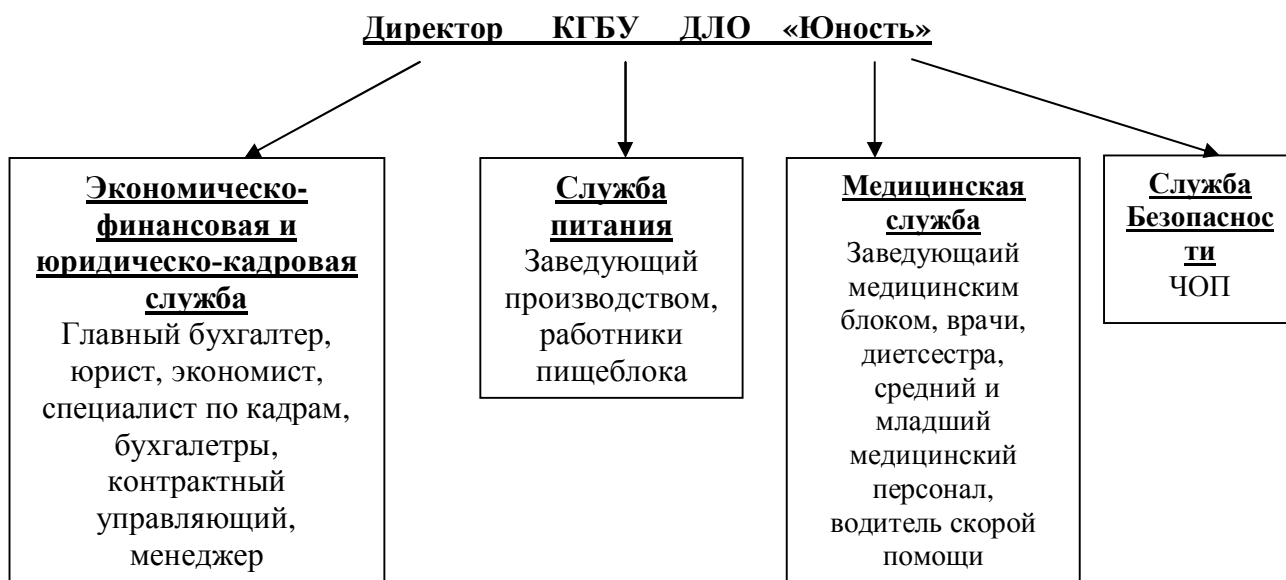 Директор КГБУ ДЛО «Юность»
Экономическо-
финансовая и
юридическо-кадровая
служба
Главный бухгалтер,
юрист, экономист,
специалист по кадрам,
бухгалетры,
контрактный
управляющий,
менеджер
Служба
питания
Заведующий
производством,
работники
пищеблока
Медицинская
служба
Заведующаий
медицинским
блоком, врачи,
диетсестра,
средний и
младший
медицинский
персонал,
водитель скорой
помощи
Служба
Безопаснос
ти
ЧОП